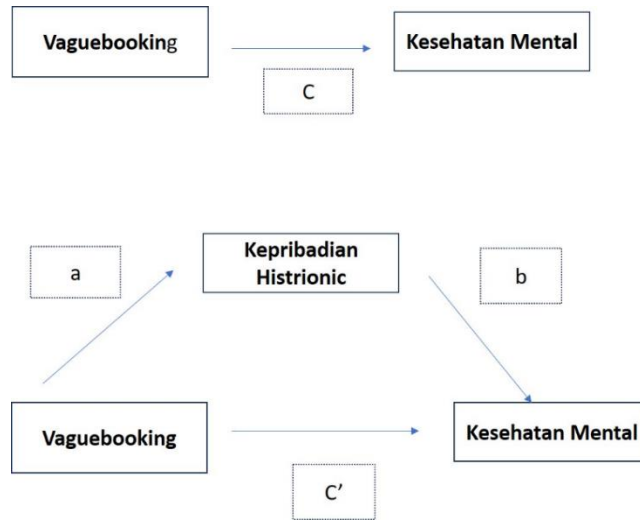 Vaguebooking
Kesehatan Mental
C
Kepribadian
Histrionic
a
b
Vaguebooking
Kesehatan Mental
C’